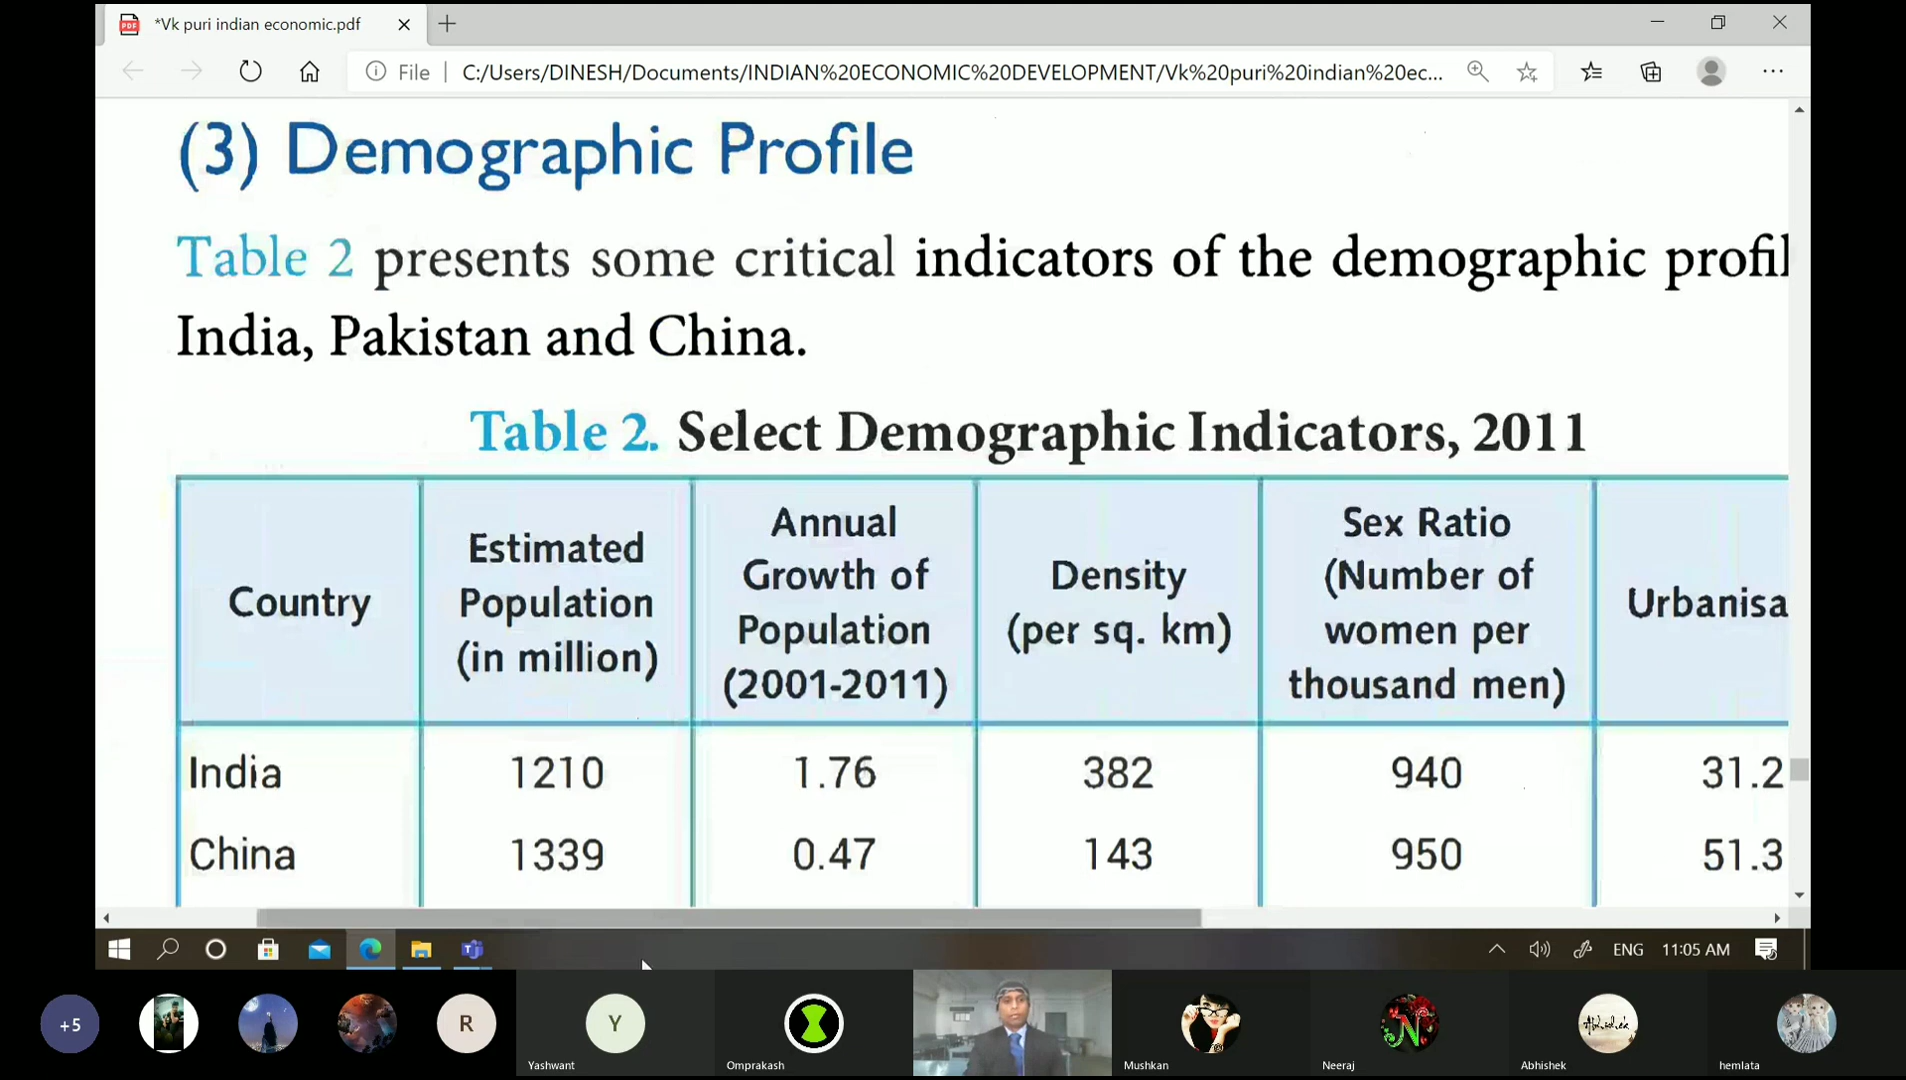 *Vk puri indian economic.pdf
File
C:/Users/DINESH/Documents/INDIAN%20ECONOMIC%20DEVELOPMENT/Vk%20puri%20indian%20ec...
(3) Demographic Profile
Table 2 presents some critical indicators of the demographic profil
India, Pakistan and China.
Table 2. Select Demographic Indicators, 2011
Country
Estimated
Population
(in million)
Annual
Growth of
Population
(2001-2011)
Density
(per sq. km)
Sex Ratio
(Number of
women per
thousand men)
Urbanisa
India 1210 1.76 382 940 31.2
China 1339 0.47 143 950 51.3
ENG 11:05 AM
+5
R
Y
Yashwant
Omprakash
Mushkan
N
Neeraj
Abhishek
Abhishek
hemlata